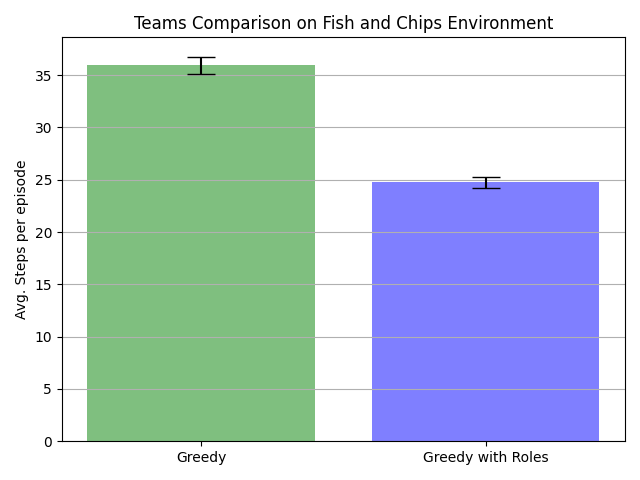 Teams Comparison on Fish and Chips Environment
Avg. Steps per episode
35
30
25
20
15
10
5
0
Greedy
Greedy with Roles